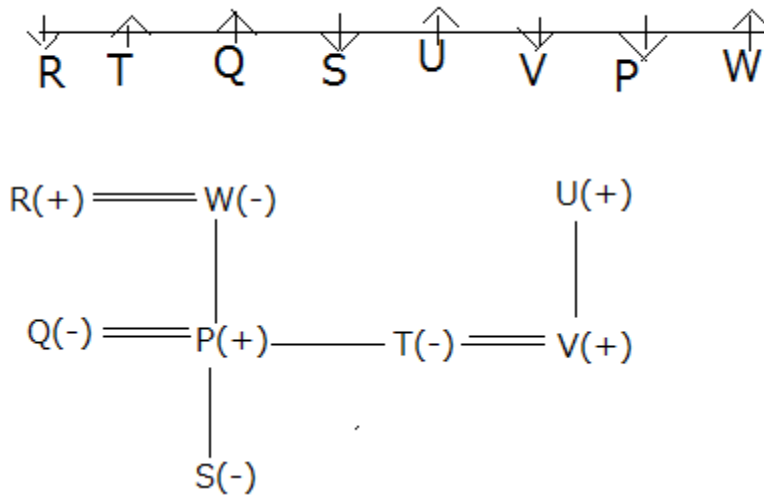 R T Q S U V P W
R(+) W(-) U(+)
Q(-) P(+) T(-) V(+)
S(-)